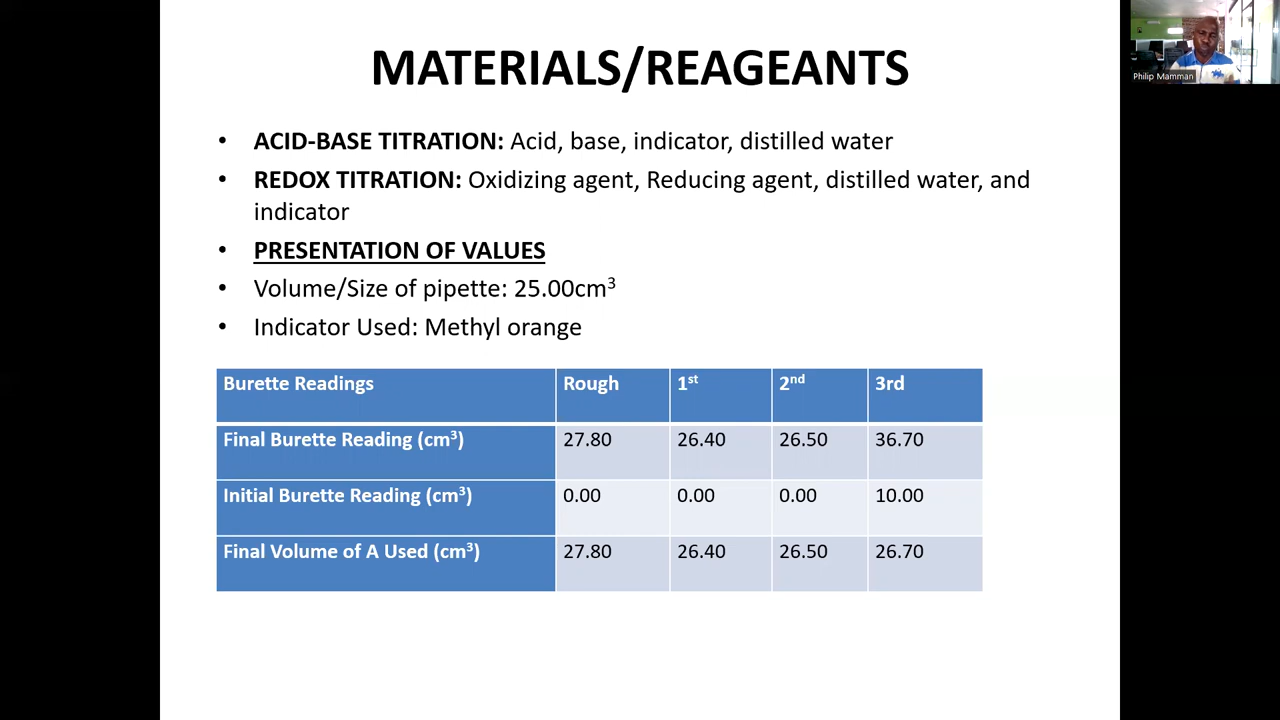 MATERIALS/REAGEANTS
Philip Mamman
• ACID-BASE TITRATION: Acid, base, indicator, distilled water
• REDOX TITRATION: Oxidizing agent, Reducing agent, distilled water, and
indicator
• PRESENTATION OF VALUES
• Volume/Size of pipette: 25.00cm³
• Indicator Used: Methyl orange
Burette Readings Rough 1st 2nd 3rd
Final Burette Reading (cm³) 27.80 26.40 26.50 36.70
Initial Burette Reading (cm³) 0.00 0.00 0.00 10.00
Final Volume of A Used (cm³) 27.80 26.40 26.50 26.70